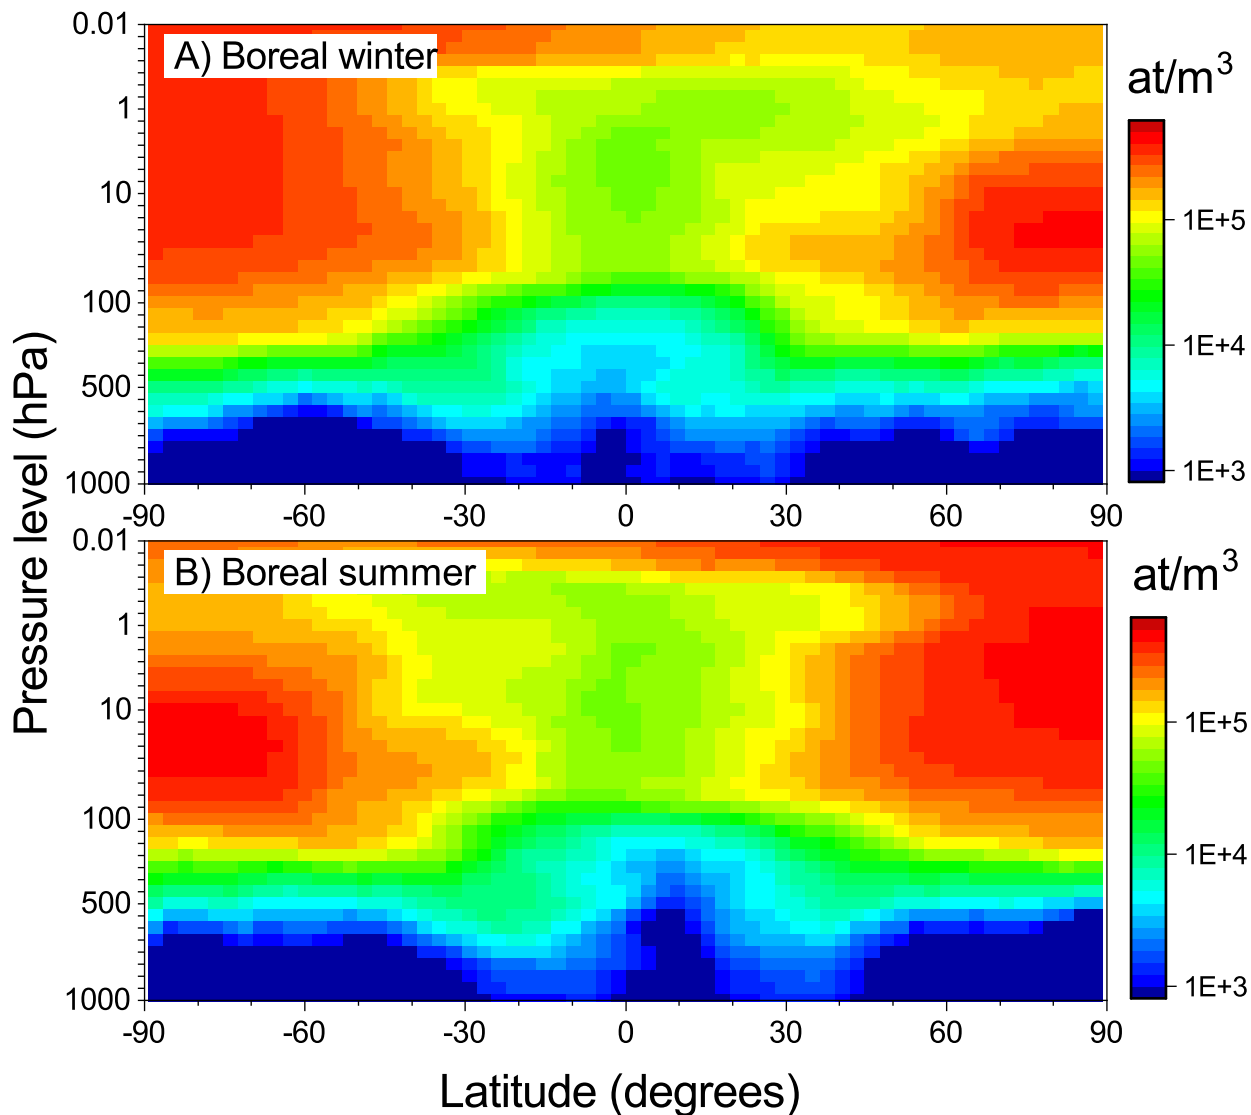 A) Boreal winter
0.01
1
10
100
500
1000
-90
-60
-30
0
30
60
90
at/m³
1E+5
1E+4
1E+3
Pressure level (hPa)
B) Boreal summer
0.01
1
10
100
500
1000
-90
-60
-30
0
30
60
90
at/m³
1E+5
1E+4
1E+3
Latitude (degrees)